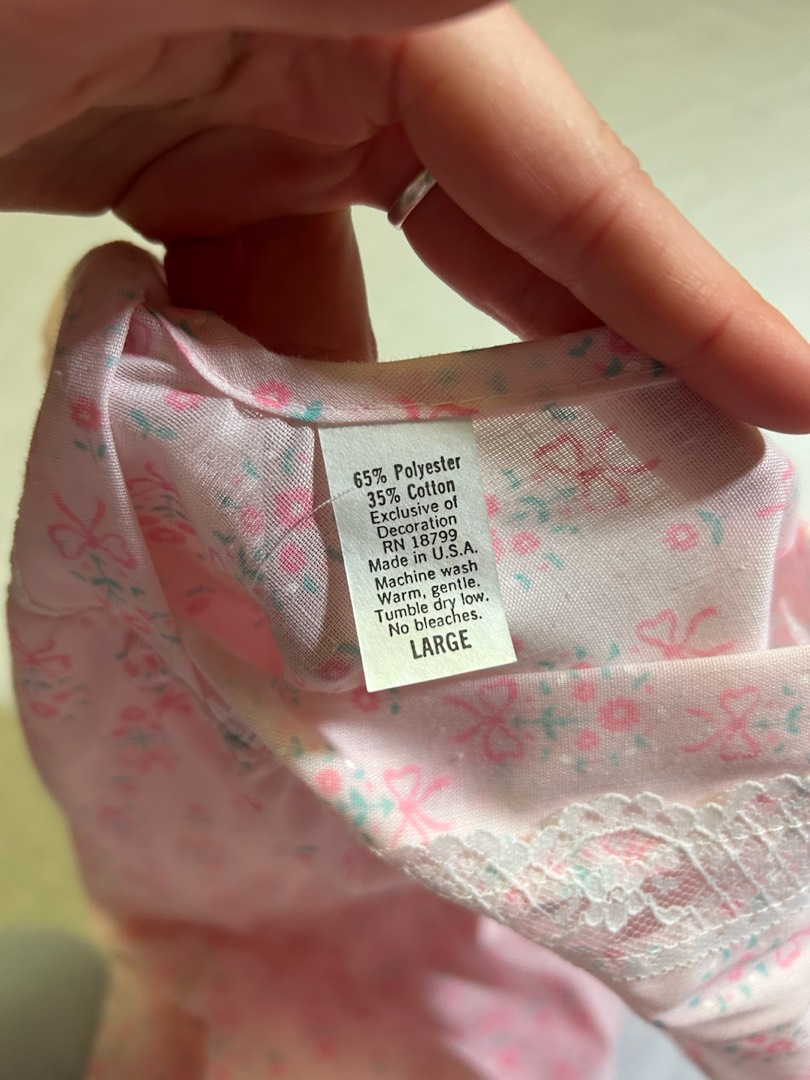 65% Polyester
35% Cotton
Exclusive of
Decoration
RN 18799
Made in U.S.A.
Machine wash
Warm, gentle.
Tumble dry low.
No bleaches.
LARGE